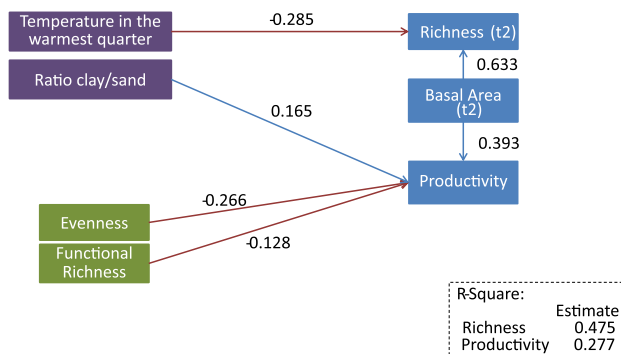 Temperature in the
warmest quarter
-0.285
Richness (t2)
Ratio clay/sand
0.633
0.165
Basal Area
(t2)
0.393
Productivity
-0.266
Evenness
-0.128
Functional
Richness
R-Square:
Estimate
Richness 0.475
Productivity 0.277